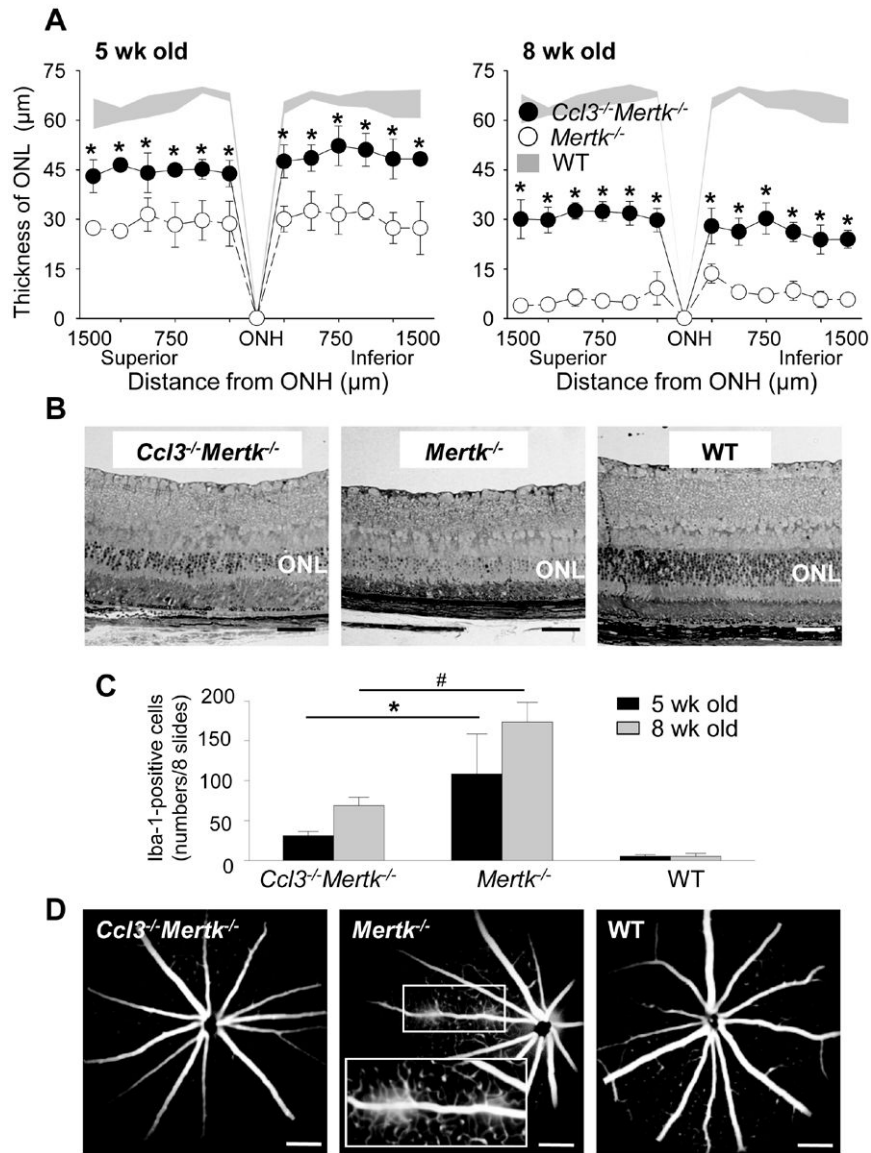 A
5 wk old
8 wk old
Thickness of ONL (µm)
75
60
45
30
15
0
* * * * * * * * * * * *
1500 750 ONH 750 1500
Superior Inferior
Distance from ONH (µm)
75
60
45
30
15
0
Ccl3-/-Mertk-/-
Mertk-/-
WT
* * * * * * * * * * * *
1500 750 ONH 750 1500
Superior Inferior
Distance from ONH (µm)
B
Ccl3-/-Mertk-/-
Mertk-/-
WT
ONL
ONL
ONL
C
Iba-1-positive cells
(numbers/8 slides)
200
150
100
50
0
#
*
5 wk old
8 wk old
Ccl3-/-Mertk-/- Mertk-/- WT
D
Ccl3-/-Mertk-/-
Mertk-/-
WT